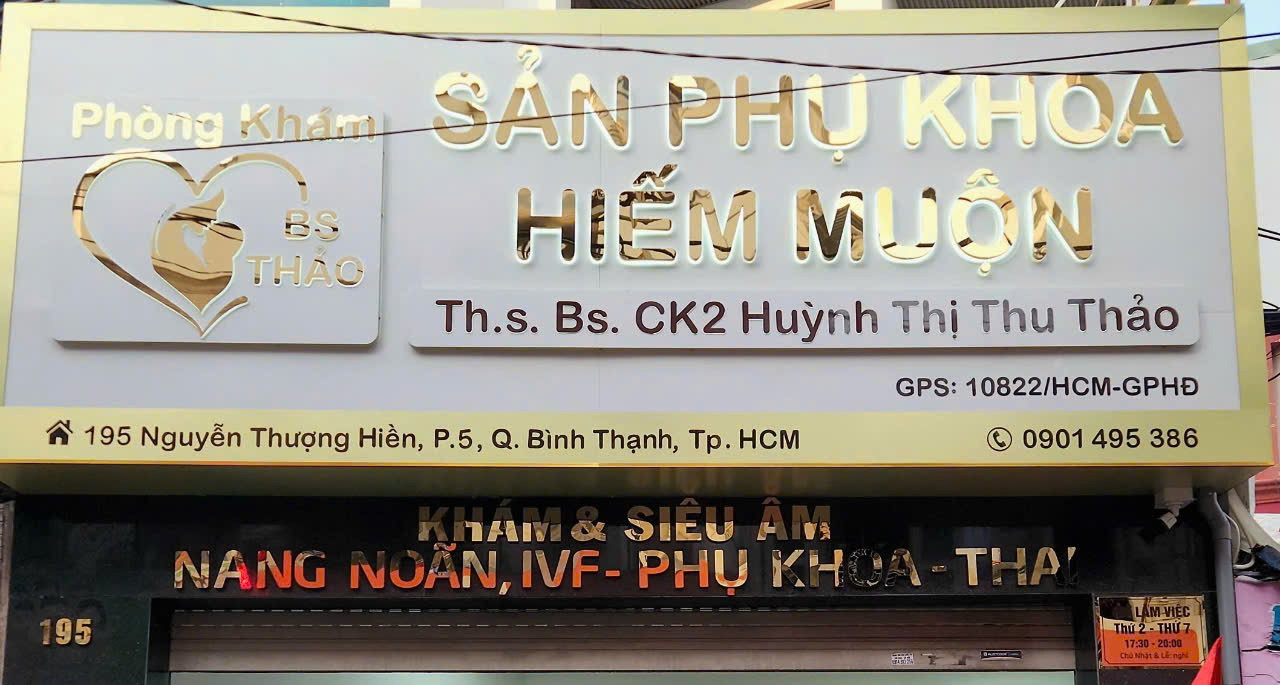 Phòng Khám
BS
THẢO
SẢN PHỤ KHOA
HIẾM MUỘN
Th.s. Bs. CK2 Huỳnh Thị Thu Thảo
GPS: 10822/HCM-GPHĐ
195 Nguyễn Thượng Hiền, P.5, Q. Bình Thạnh, Tp. HCM
0901 495 386
KHÁM & SIÊU ÂM
NANG NOÃN, IVF - PHỤ KHOA - THAI
195
LÀM VIỆC
Thứ 2 - THỨ 7
17:30 - 20:00
Chủ Nhật & Lễ: nghỉ